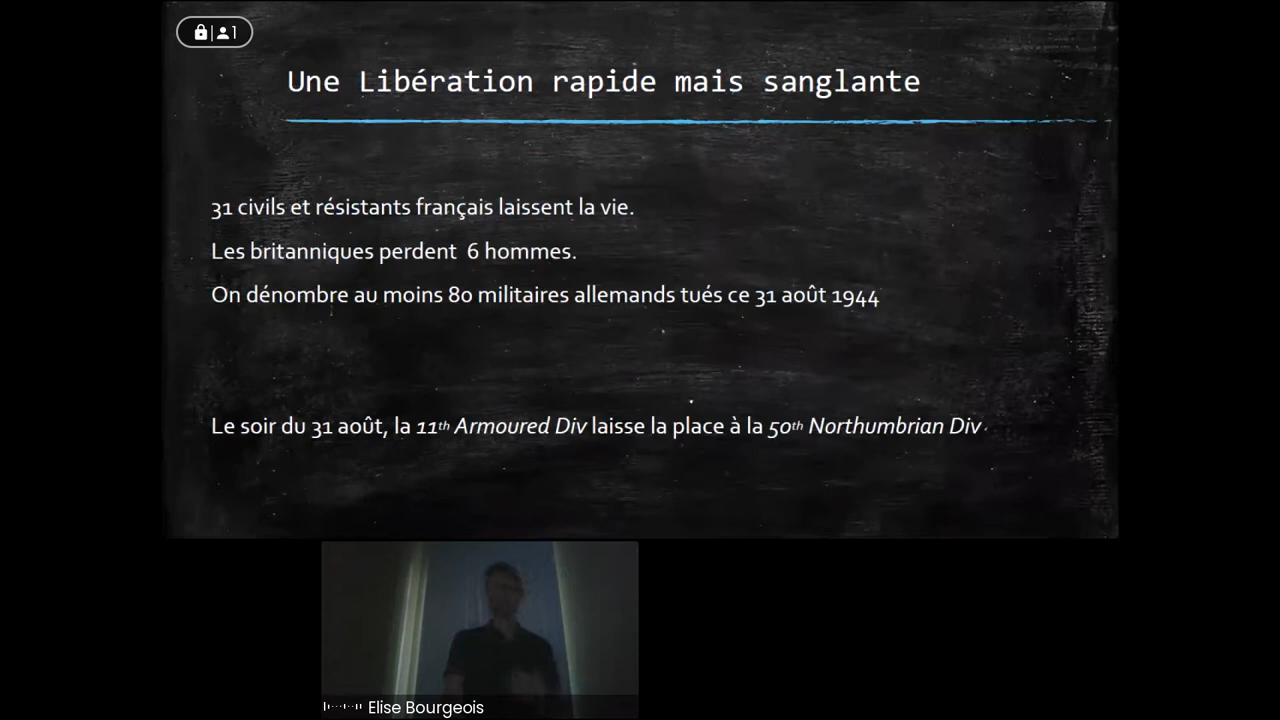 1
Une Libération rapide mais sanglante
31 civils et résistants français laissent la vie.
Les britanniques perdent 6 hommes.
On dénombre au moins 80 militaires allemands tués ce 31 août 1944
Le soir du 31 août, la 11th Armoured Div laisse la place à la 50th Northumbrian Div
Elise Bourgeois